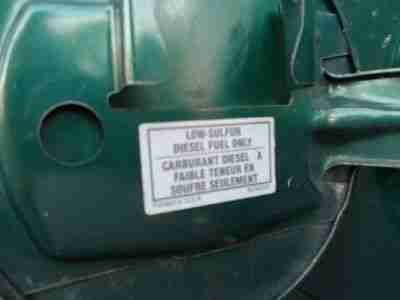 LOW-SULFUR
DIESEL FUEL ONLY
CARBURANT DIESEL A
FAIBLE TENEUR EN
SOUFRE SEULEMENT